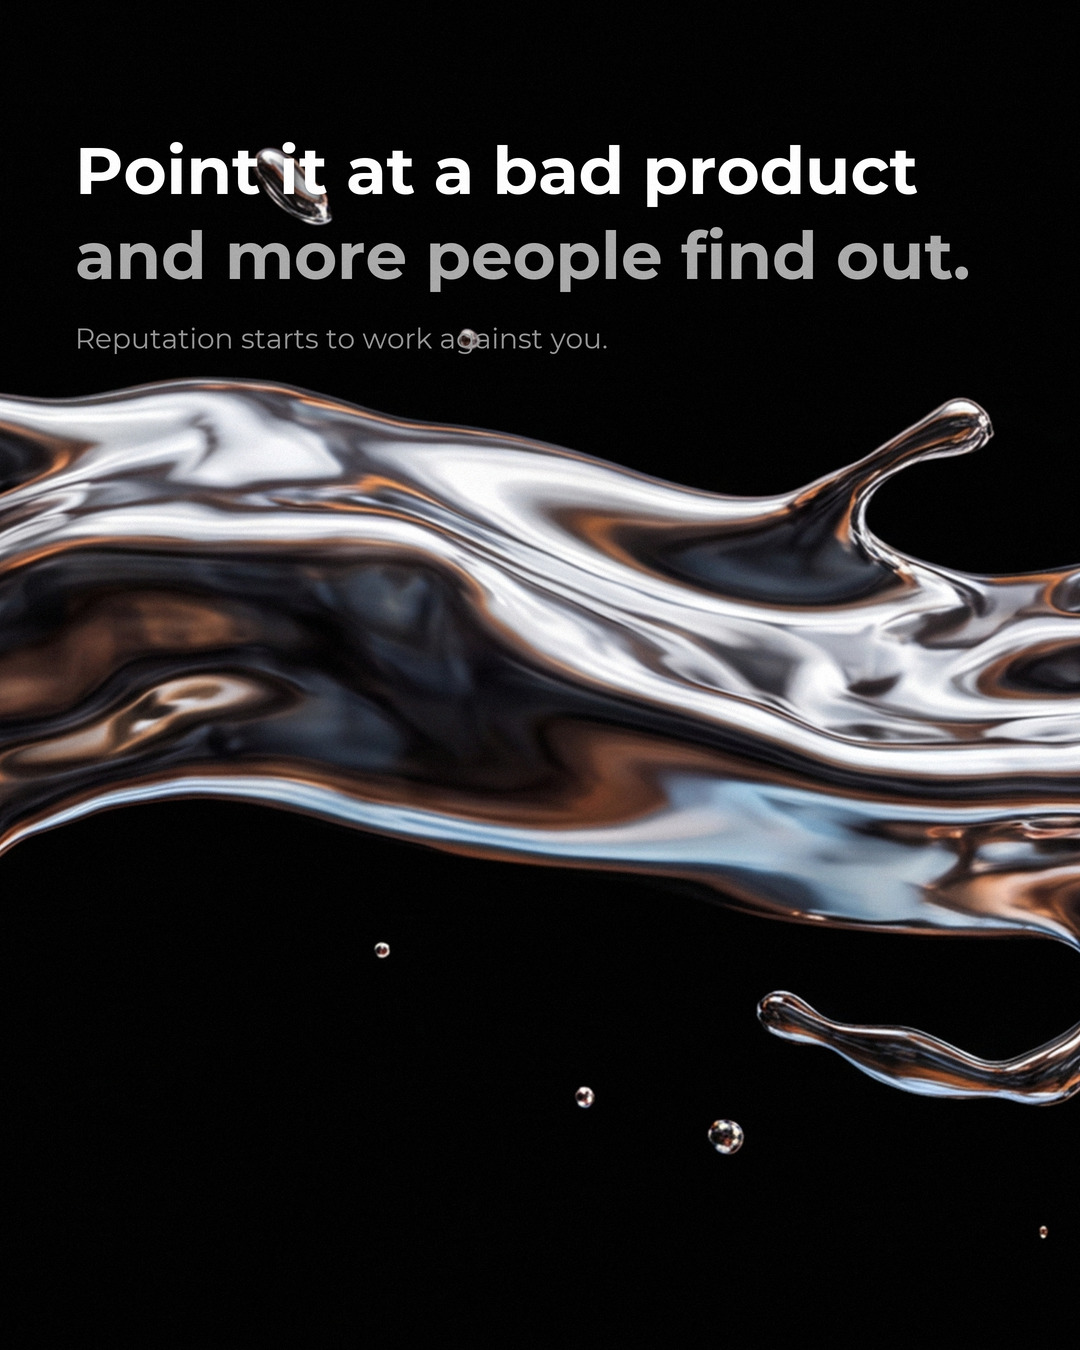 Point it at a bad product
and more people find out.
Reputation starts to work against you.